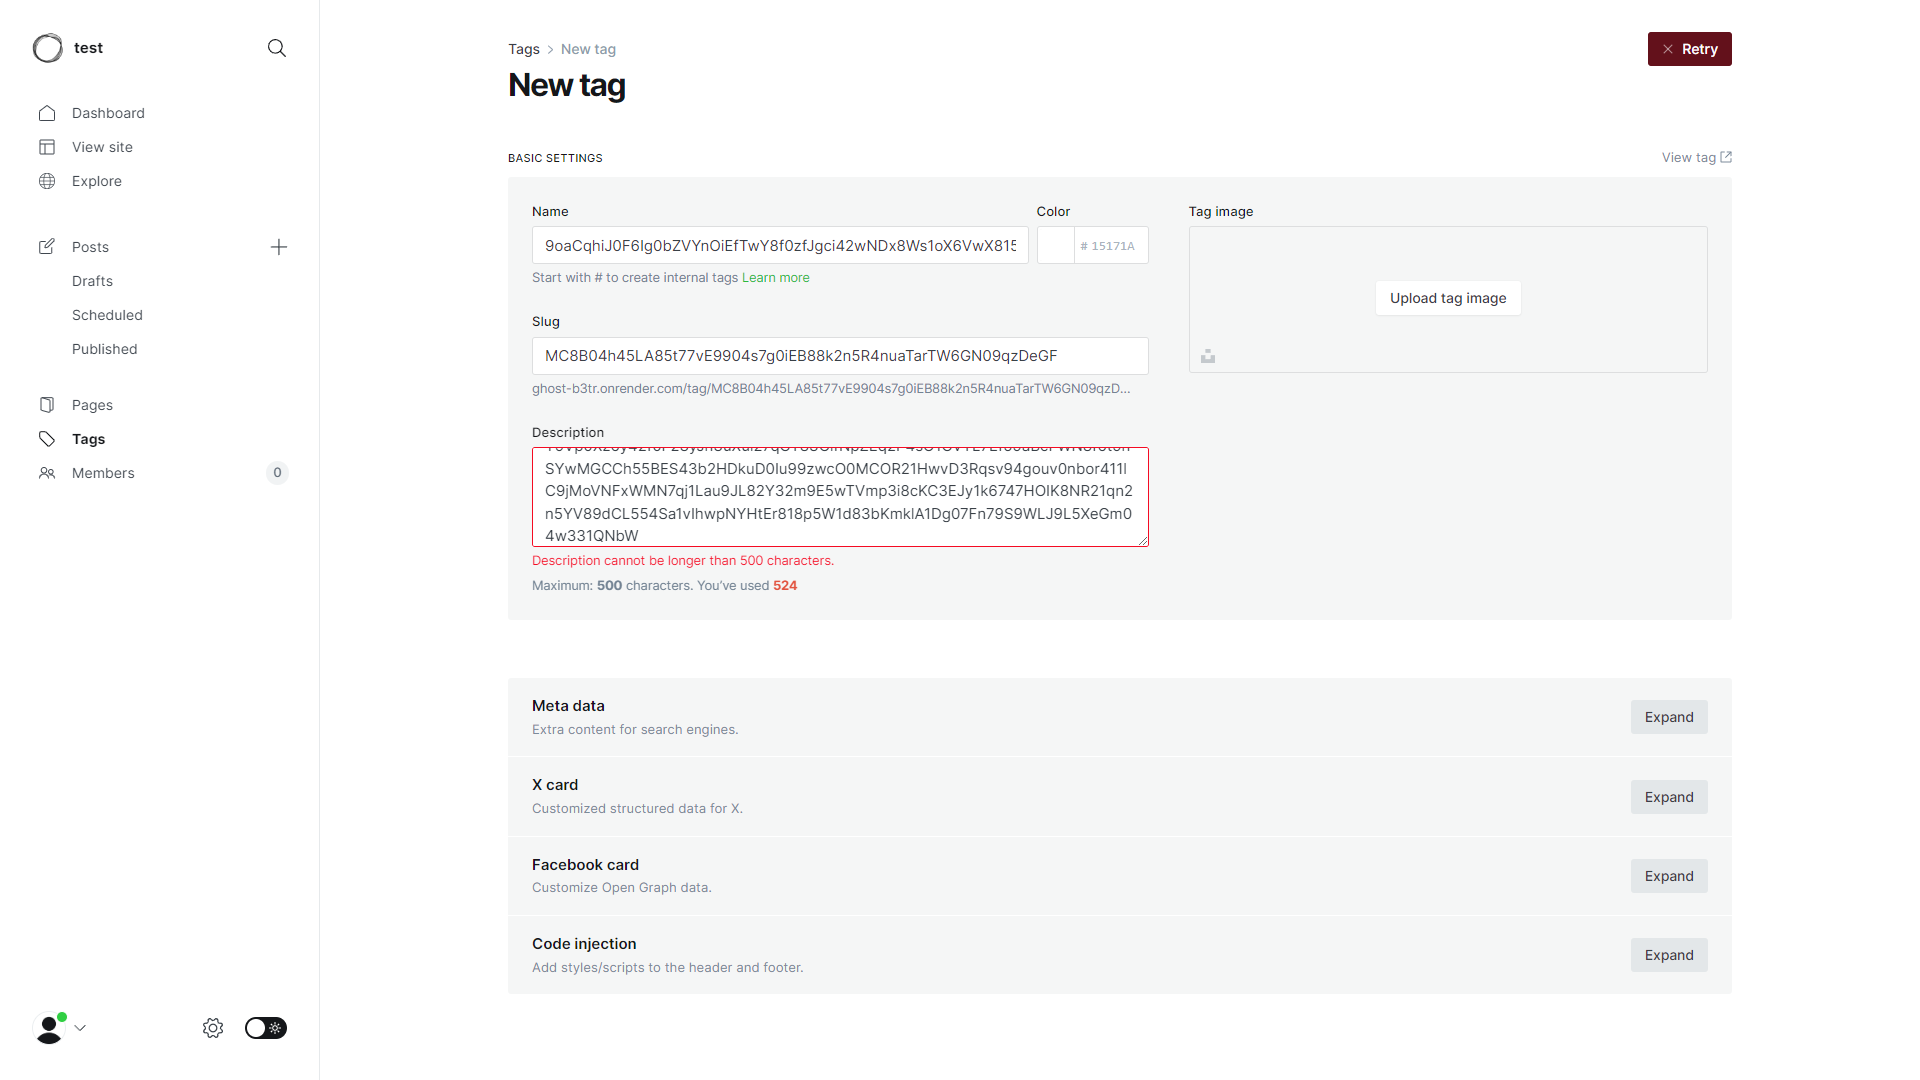 test
Dashboard
View site
Explore
Posts
Drafts
Scheduled
Published
Pages
Tags
Members
0
Tags > New tag
Retry
New tag
BASIC SETTINGS
View tag
Name
9oaCqhiJ0F6Ig0bZVYnOiEfTwY8f0zfJgci42wNDx8Ws1oX6VwX815
Start with # to create internal tags Learn more
Color
# 15171A
Tag image
Upload tag image
Slug
MC8B04h45LA85t77vE9904s7g0iEB88k2n5R4nuaTarTW6GN09qzDeGF
ghost-b3tr.onrender.com/tag/MC8B04h45LA85t77vE9904s7g0iEB88k2n5R4nuaTarTW6GN09qzD...
Description
SYwMGCCh55BES43b2HDkuD0Iu99zwcO0MCOR21HwvD3Rqsv94gouv0nbor411l
C9jMoVNFxWMN7qj1Lau9JL82Y32m9E5wTVmp3i8cKC3EJy1k6747HOIK8NR21qn2
n5YV89dCL554Sa1vIhwpNYHtEr818p5W1d83bKmklA1Dg07Fn79S9WLJ9L5XeGm0
4w331QNbW
Description cannot be longer than 500 characters.
Maximum: 500 characters. You've used 524
Meta data
Extra content for search engines.
Expand
X card
Customized structured data for X.
Expand
Facebook card
Customize Open Graph data.
Expand
Code injection
Add styles/scripts to the header and footer.
Expand